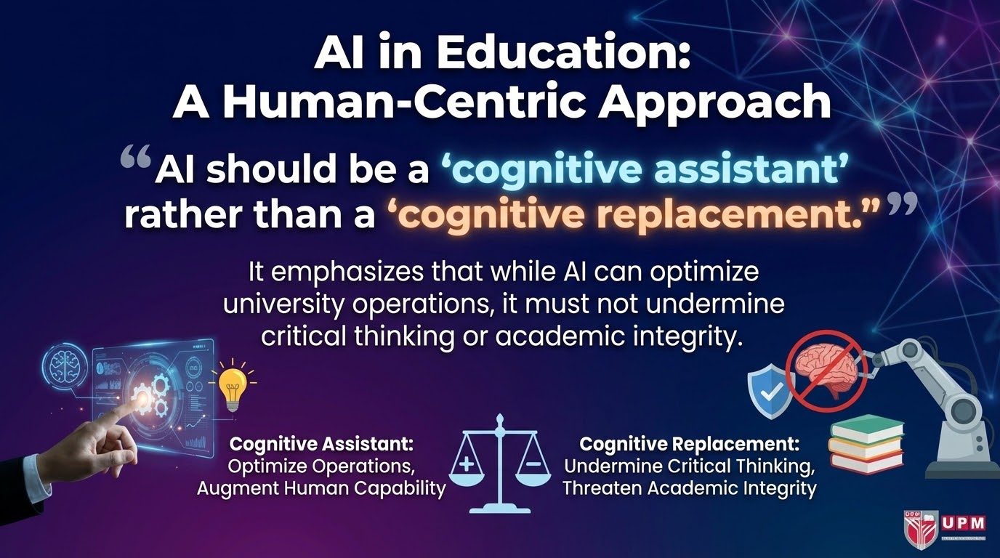 AI in Education:
A Human-Centric Approach
“AI should be a ‘cognitive assistant’
rather than a ‘cognitive replacement.””
It emphasizes that while AI can optimize
university operations, it must not undermine
critical thinking or academic integrity.
Cognitive Assistant:
Optimize Operations,
Augment Human Capability
+
−
Cognitive Replacement:
Undermine Critical Thinking,
Threaten Academic Integrity
UPM